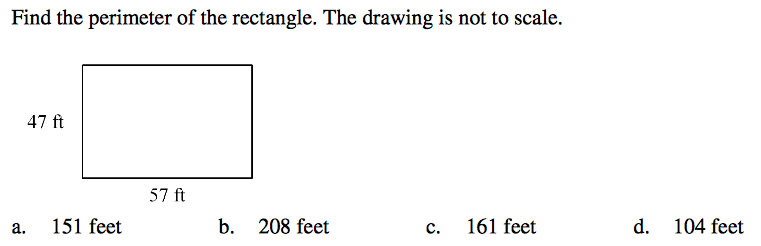 Find the perimeter of the rectangle. The drawing is not to scale.
47 ft
57 ft
a. 151 feet b. 208 feet c. 161 feet d. 104 feet